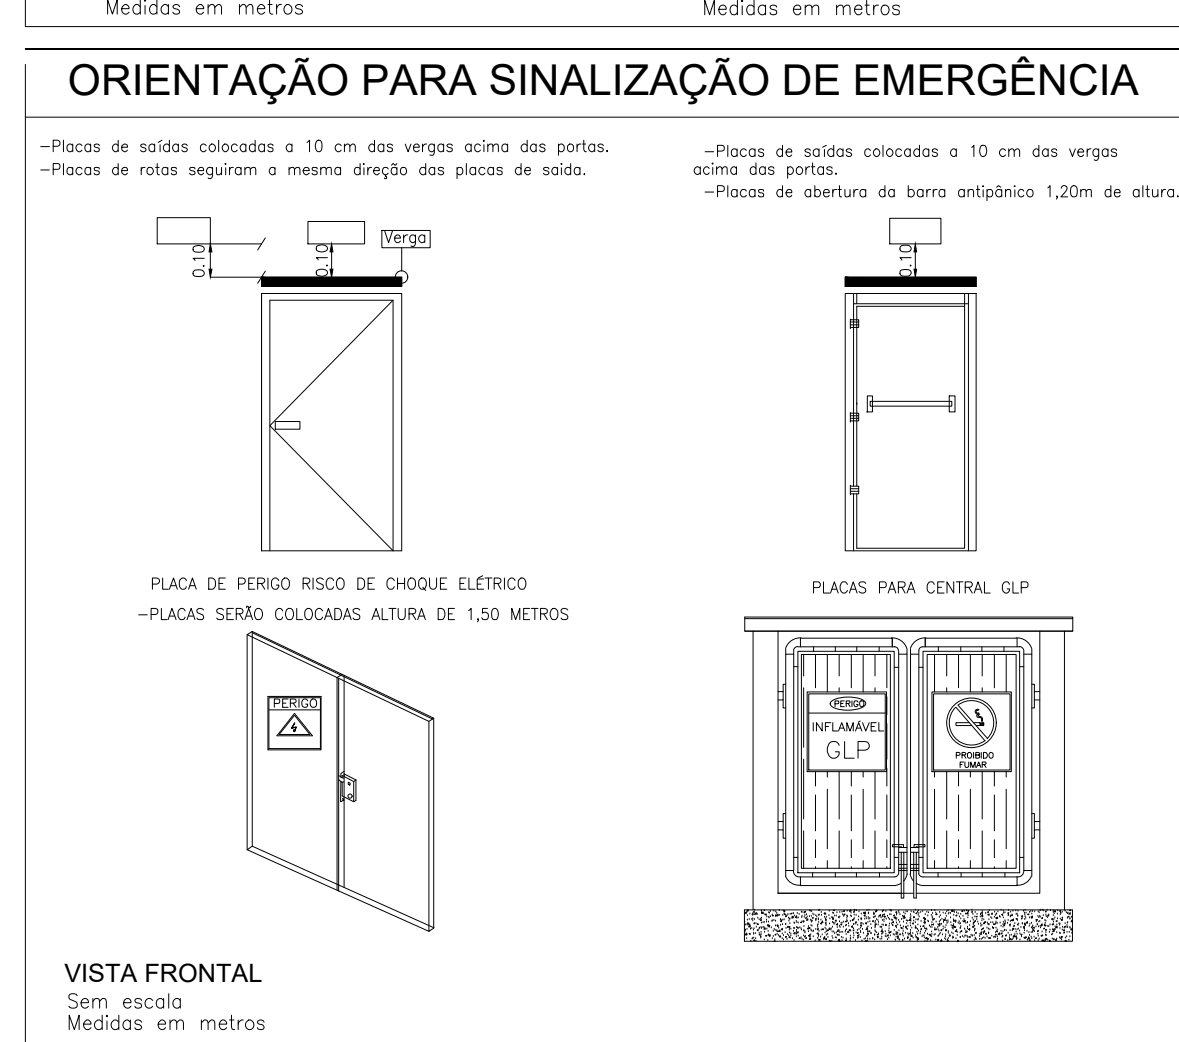 Medidas em metros
Medidas em metros
ORIENTAÇÃO PARA SINALIZAÇÃO DE EMERGÊNCIA
-Placas de saídas colocadas a 10 cm das vergas acima das portas.
-Placas de rotas seguiram a mesma direção das placas de saida.
-Placas de saídas colocadas a 10 cm das vergas
acima das portas.
-Placas de abertura da barra antipânico 1,20m de altura.
0.10
0.10
Verga
0.10
PLACA DE PERIGO RISCO DE CHOQUE ELÉTRICO
-PLACAS SERÃO COLOCADAS ALTURA DE 1,50 METROS
PERIGO
PLACAS PARA CENTRAL GLP
PERIGO
INFLAMÁVEL
GLP
PROIBIDO
FUMAR
VISTA FRONTAL
Sem escala
Medidas em metros